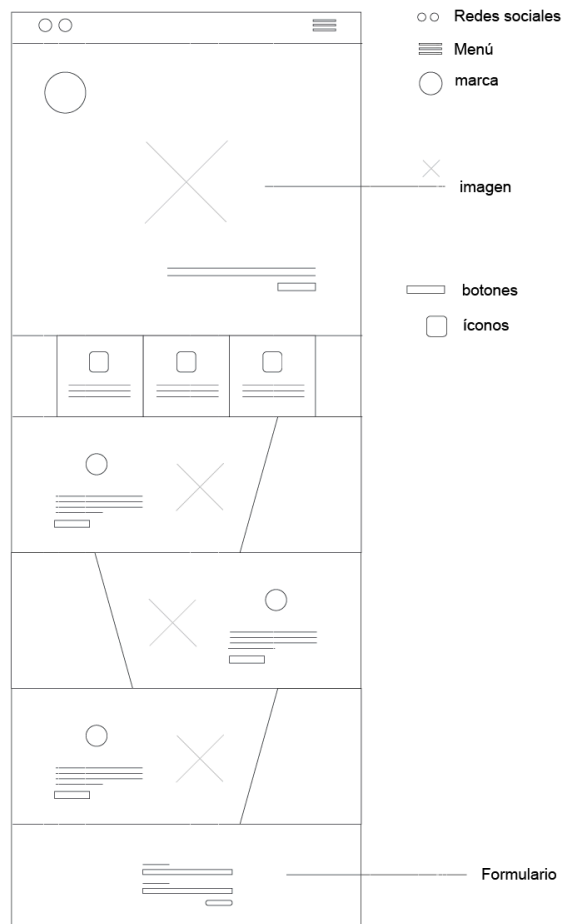 Redes sociales
Menú
marca
imagen
botones
íconos
Formulario